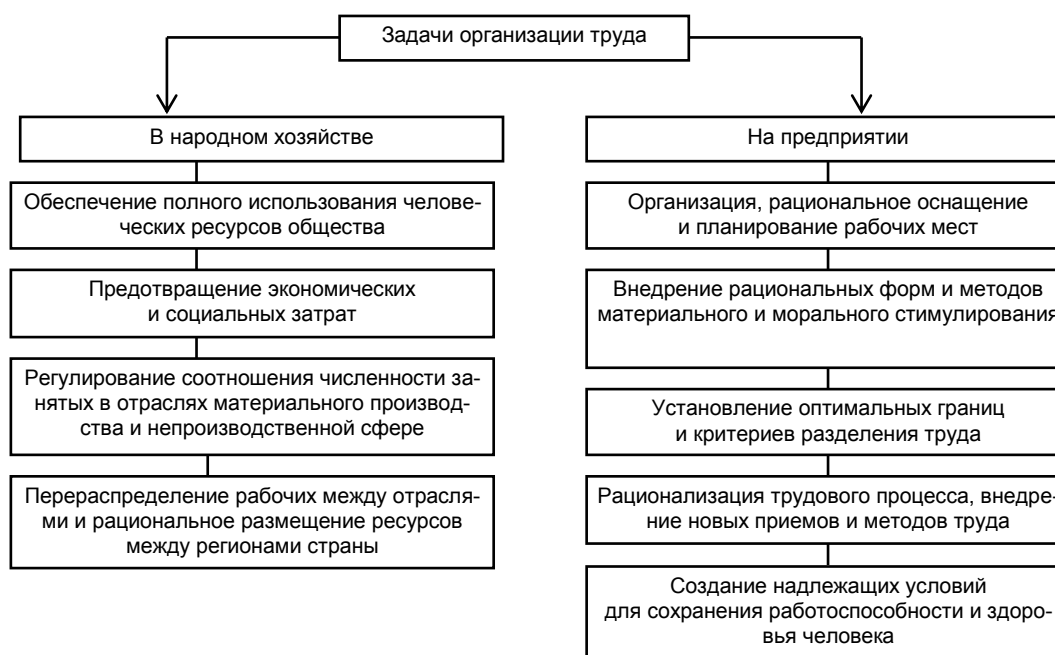 Задачи организации труда
В народном хозяйстве
Обеспечение полного использования челове-
ческих ресурсов общества
Предотвращение экономических
и социальных затрат
Регулирование соотношения численности за-
нятых в отраслях материального производ-
ства и непроизводственной сфере
Перераспределение рабочих между отрасля-
ми и рациональное размещение ресурсов
между регионами страны
На предприятии
Организация, рациональное оснащение
и планирование рабочих мест
Внедрение рациональных форм и методов
материального и морального стимулирования
Установление оптимальных границ
и критериев разделения труда
Рационализация трудового процесса, внедре-
ние новых приемов и методов труда
Создание надлежащих условий
для сохранения работоспособности и здоро-
вья человека